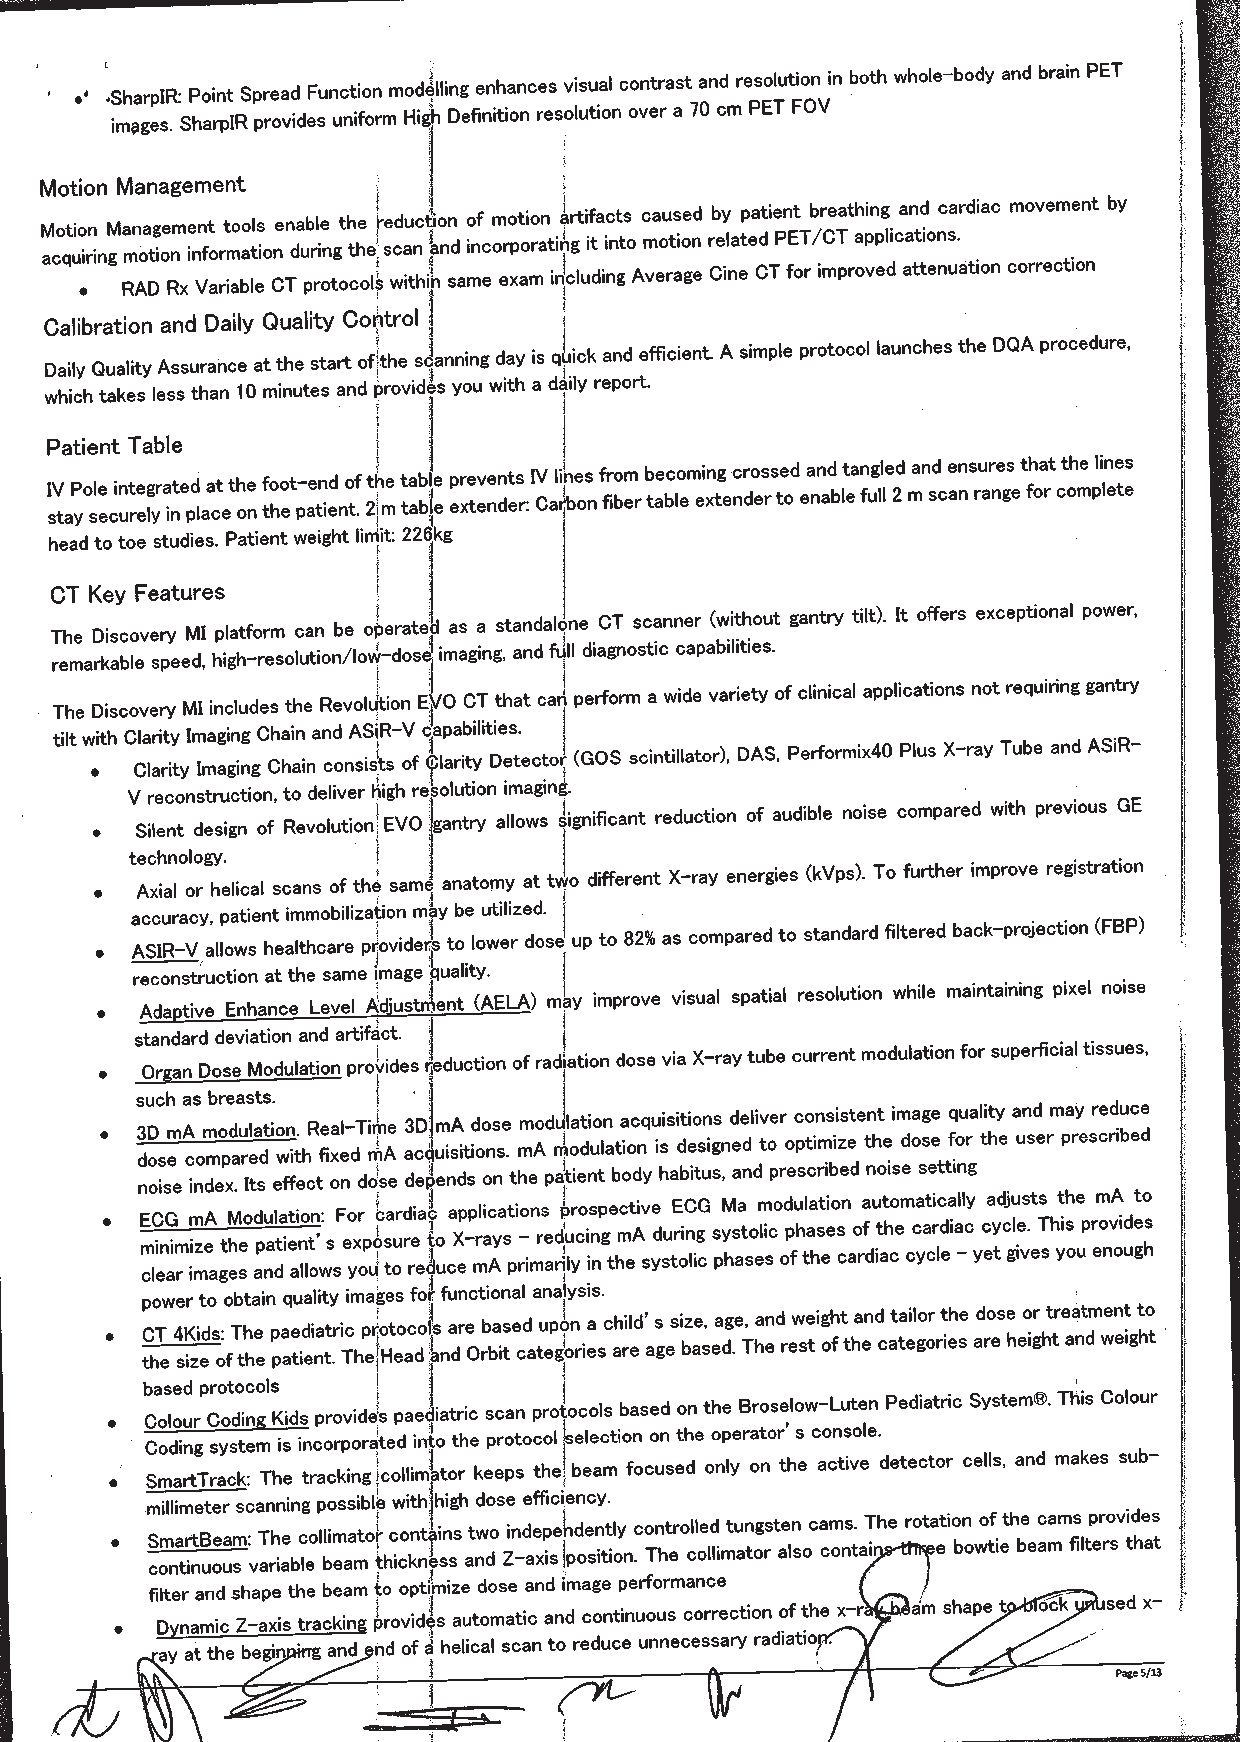 • SharpIR: Point Spread Function modelling enhances visual contrast and resolution in both whole-body and brain PET
images. SharpIR provides uniform High Definition resolution over a 70 cm PET FOV
Motion Management
Motion Management tools enable the reduction of motion artifacts caused by patient breathing and cardiac movement by
acquiring motion information during the scan and incorporating it into motion related PET/CT applications.
• RAD Rx Variable CT protocols within same exam including Average Cine CT for improved attenuation correction
Calibration and Daily Quality Control
Daily Quality Assurance at the start of the scanning day is quick and efficient. A simple protocol launches the DQA procedure,
which takes less than 10 minutes and provides you with a daily report.
Patient Table
IV Pole integrated at the foot-end of the table prevents IV lines from becoming crossed and tangled and ensures that the lines
stay securely in place on the patient. 2 m table extender: Carbon fiber table extender to enable full 2 m scan range for complete
head to toe studies. Patient weight limit: 226kg
CT Key Features
The Discovery MI platform can be operated as a standalone CT scanner (without gantry tilt). It offers exceptional power,
remarkable speed, high-resolution/low-dose imaging, and full diagnostic capabilities.
The Discovery MI includes the Revolution EVO CT that can perform a wide variety of clinical applications not requiring gantry
tilt with Clarity Imaging Chain and ASiR-V capabilities.
• Clarity Imaging Chain consists of Clarity Detector (GOS scintillator), DAS, Performix40 Plus X-ray Tube and ASiR-
V reconstruction, to deliver high resolution imaging.
• Silent design of Revolution EVO gantry allows significant reduction of audible noise compared with previous GE
technology.
• Axial or helical scans of the same anatomy at two different X-ray energies (kVps). To further improve registration
accuracy, patient immobilization may be utilized.
• ASIR-V allows healthcare providers to lower dose up to 82% as compared to standard filtered back-projection (FBP)
reconstruction at the same image quality.
• Adaptive Enhance Level Adjustment (AELA) may improve visual spatial resolution while maintaining pixel noise
standard deviation and artifact.
• Organ Dose Modulation provides reduction of radiation dose via X-ray tube current modulation for superficial tissues,
such as breasts.
• 3D mA modulation. Real-Time 3D mA dose modulation acquisitions deliver consistent image quality and may reduce
dose compared with fixed mA acquisitions. mA modulation is designed to optimize the dose for the user prescribed
noise index. Its effect on dose depends on the patient body habitus, and prescribed noise setting
• ECG mA Modulation: For cardiac applications prospective ECG Ma modulation automatically adjusts the mA to
minimize the patient's exposure to X-rays - reducing mA during systolic phases of the cardiac cycle. This provides
clear images and allows you to reduce mA primarily in the systolic phases of the cardiac cycle - yet gives you enough
power to obtain quality images for functional analysis.
• CT 4Kids: The paediatric protocols are based upon a child's size, age, and weight and tailor the dose or treatment to
the size of the patient. The Head and Orbit categories are age based. The rest of the categories are height and weight
based protocols
• Colour Coding Kids provides paediatric scan protocols based on the Broselow-Luten Pediatric System®. This Colour
Coding system is incorporated into the protocol selection on the operator's console.
• SmartTrack: The tracking collimator keeps the beam focused only on the active detector cells, and makes sub-
millimeter scanning possible with high dose efficiency.
• SmartBeam: The collimator contains two independently controlled tungsten cams. The rotation of the cams provides
continuous variable beam thickness and Z-axis position. The collimator also contains three bowtie beam filters that
filter and shape the beam to optimize dose and image performance
• Dynamic Z-axis tracking provides automatic and continuous correction of the x-ray beam shape to block unused x-
ray at the beginning and end of a helical scan to reduce unnecessary radiation.
Page 5/13